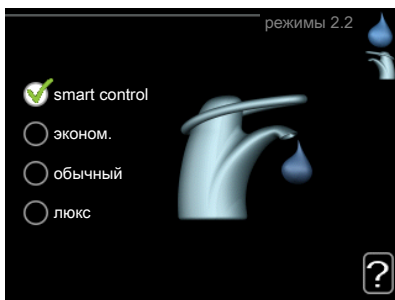 режимы 2.2
smart control
эконом.
обычный
люкс
?